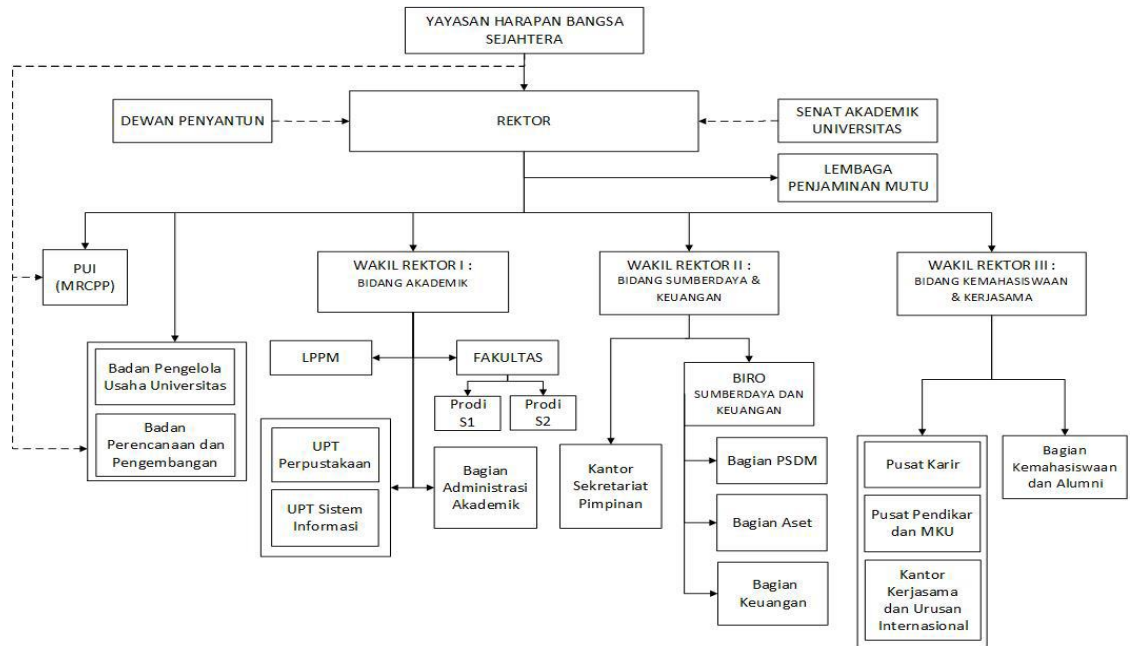 YAYASAN HARAPAN BANGSA
SEJAHTERA
DEWAN PENYANTUN
REKTOR
SENAT AKADEMIK
UNIVERSITAS
LEMBAGA
PENJAMINAN MUTU
PUI
(MRCPP)
WAKIL REKTOR I :
BIDANG AKADEMIK
WAKIL REKTOR II :
BIDANG SUMBERDAYA &
KEUANGAN
WAKIL REKTOR III :
BIDANG KEMAHASISWAAN
& KERJASAMA
Badan Pengelola
Usaha Universitas
Badan
Perencanaan dan
Pengembangan
LPPM
FAKULTAS
Prodi
S1
Prodi
S2
UPT
Perpustakaan
UPT Sistem
Informasi
Bagian
Administrasi
Akademik
Kantor
Sekretariat
Pimpinan
BIRO
SUMBERDAYA DAN
KEUANGAN
Bagian PSDM
Bagian Aset
Bagian
Keuangan
Pusat Karir
Pusat Pendikar
dan MKU
Kantor
Kerjasama
dan Urusan
Internasional
Bagian
Kemahasiswaan
dan Alumni